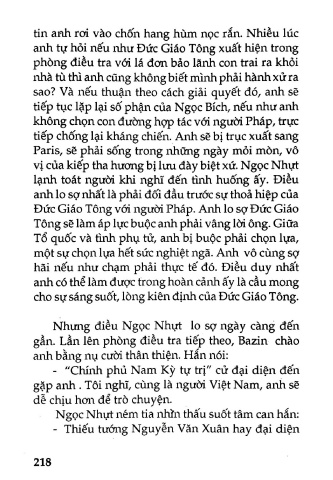 tin anh rơi vào chốn hang hùm nọc rắn. Nhiều lúc
anh tự hỏi nếu như Đức Giáo Tông xuất hiện trong
phòng điều tra với lá đơn bảo lãnh con trai ra khỏi
nhà tù thì anh cũng không biết mình phải hành xử ra
sao? Và nếu thuận theo cách giải quyết đó, anh sẽ
tiếp tục lặp lại số phận của Ngọc Bích, nếu như anh
không chọn con đường hợp tác với người Pháp, trực
tiếp chống lại kháng chiến. Anh sẽ bị trục xuất sang
Paris, sẽ phải sống trong những ngày mỏi mòn, vô
vị của kiếp tha hương bị lưu đày biệt xứ. Ngọc Nhựt
lạnh toát người khi nghĩ đến tình huống ấy. Điều
anh lo sợ nhất là phải đối đầu trước sự thoả hiệp của
Đức Giáo Tông với người Pháp. Anh lo sợ Đức Giáo
Tông sẽ làm áp lực buộc anh phải vâng lời ông. Giữa
Tổ quốc và tình phụ tử, anh bị buộc phải chọn lựa,
một sự chọn lựa hết sức nghiệt ngã. Anh vô cùng sợ
hãi nếu như chạm phải thực tế đó. Điều duy nhất
anh có thể làm được trong hoàn cảnh ấy là cầu mong
cho sự sáng suốt, lòng kiên định của Đức Giáo Tông.
Nhưng điều Ngọc Nhựt lo sợ ngày càng đến
gần. Lần lên phòng điều tra tiếp theo, Bazin chào
anh bằng nụ cười thân thiện. Hắn nói:
- "Chính phủ Nam Kỳ tự trị" cử đại diện đến
gặp anh . Tôi nghĩ, cùng là người Việt Nam, anh sẽ
dễ chịu hơn để trò chuyện.
Ngọc Nhựt ném tia nhìn thấu suốt tâm can hắn:
- Thiếu tướng Nguyễn Văn Xuân hay đại diện
218